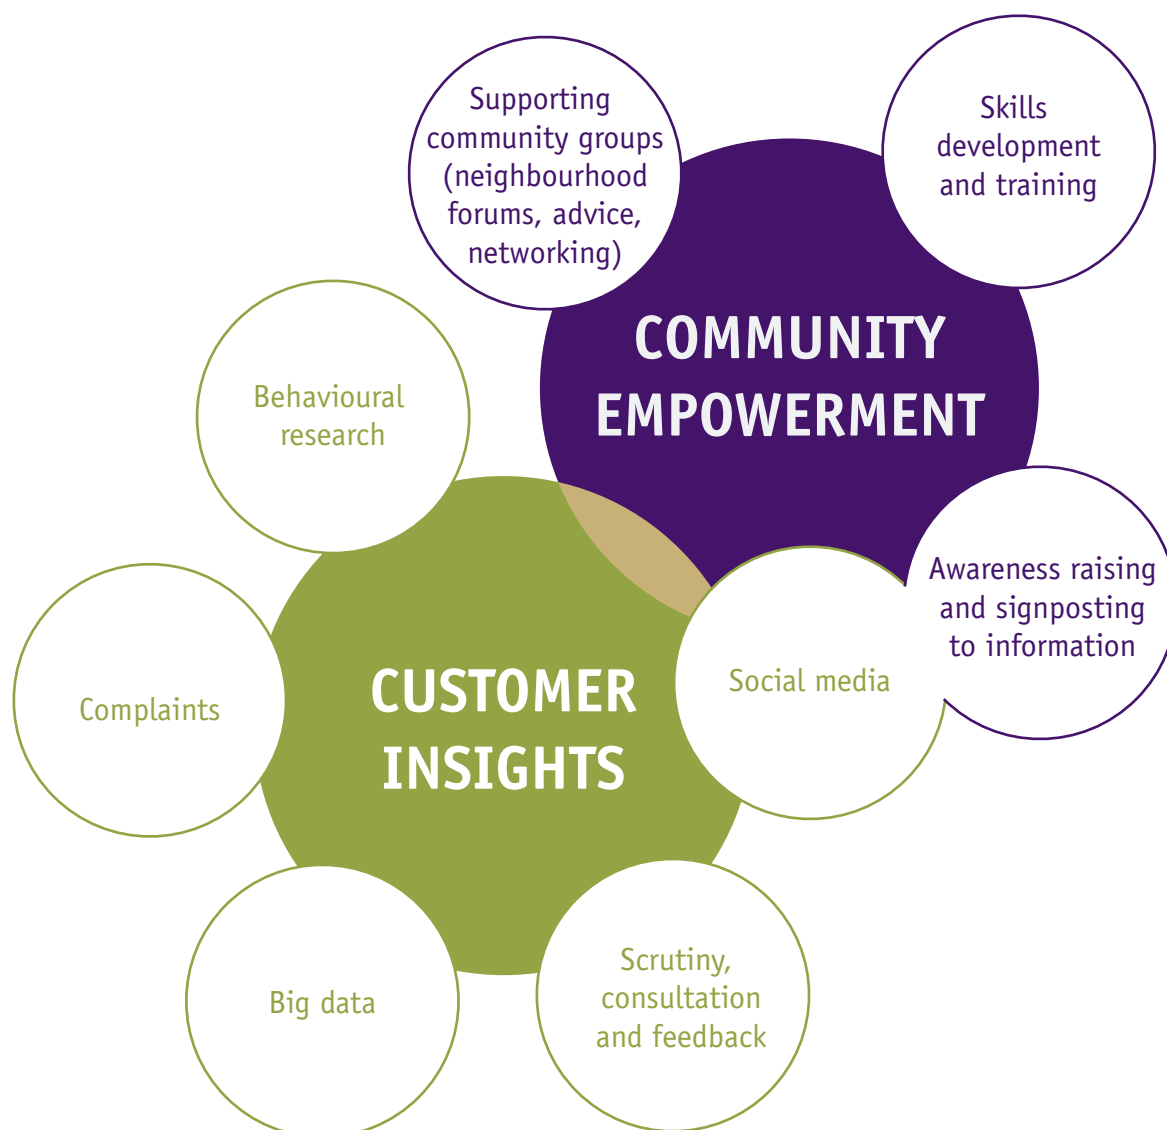 Supporting
community groups
(neighbourhood
forums, advice,
networking)
Skills
development
and training
COMMUNITY
EMPOWERMENT
Behavioural
research
Awareness raising
and signposting
to information
Social media
CUSTOMER
INSIGHTS
Complaints
Big data
Scrutiny,
consultation
and feedback